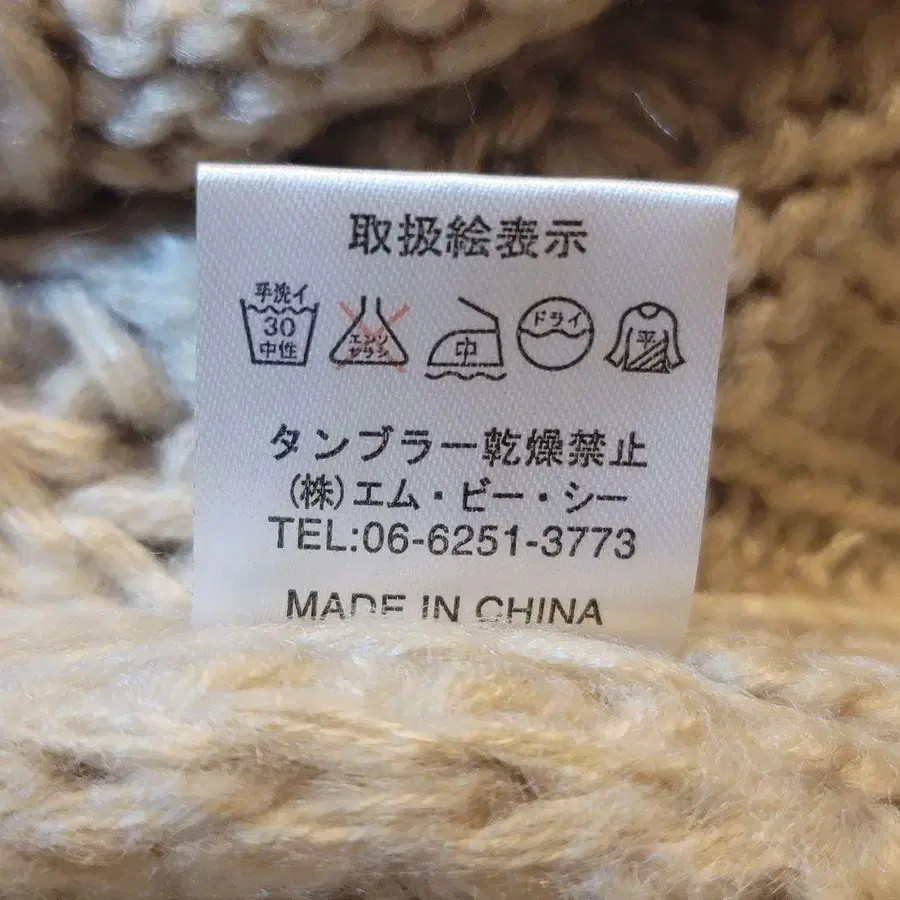 取扱絵表示
手洗イ
30
中性
エンソ
サラシ
中
ドライ
平
タンブラー乾燥禁止
(株)エム・ビー・シー
TEL:06-6251-3773
MADE IN CHINA